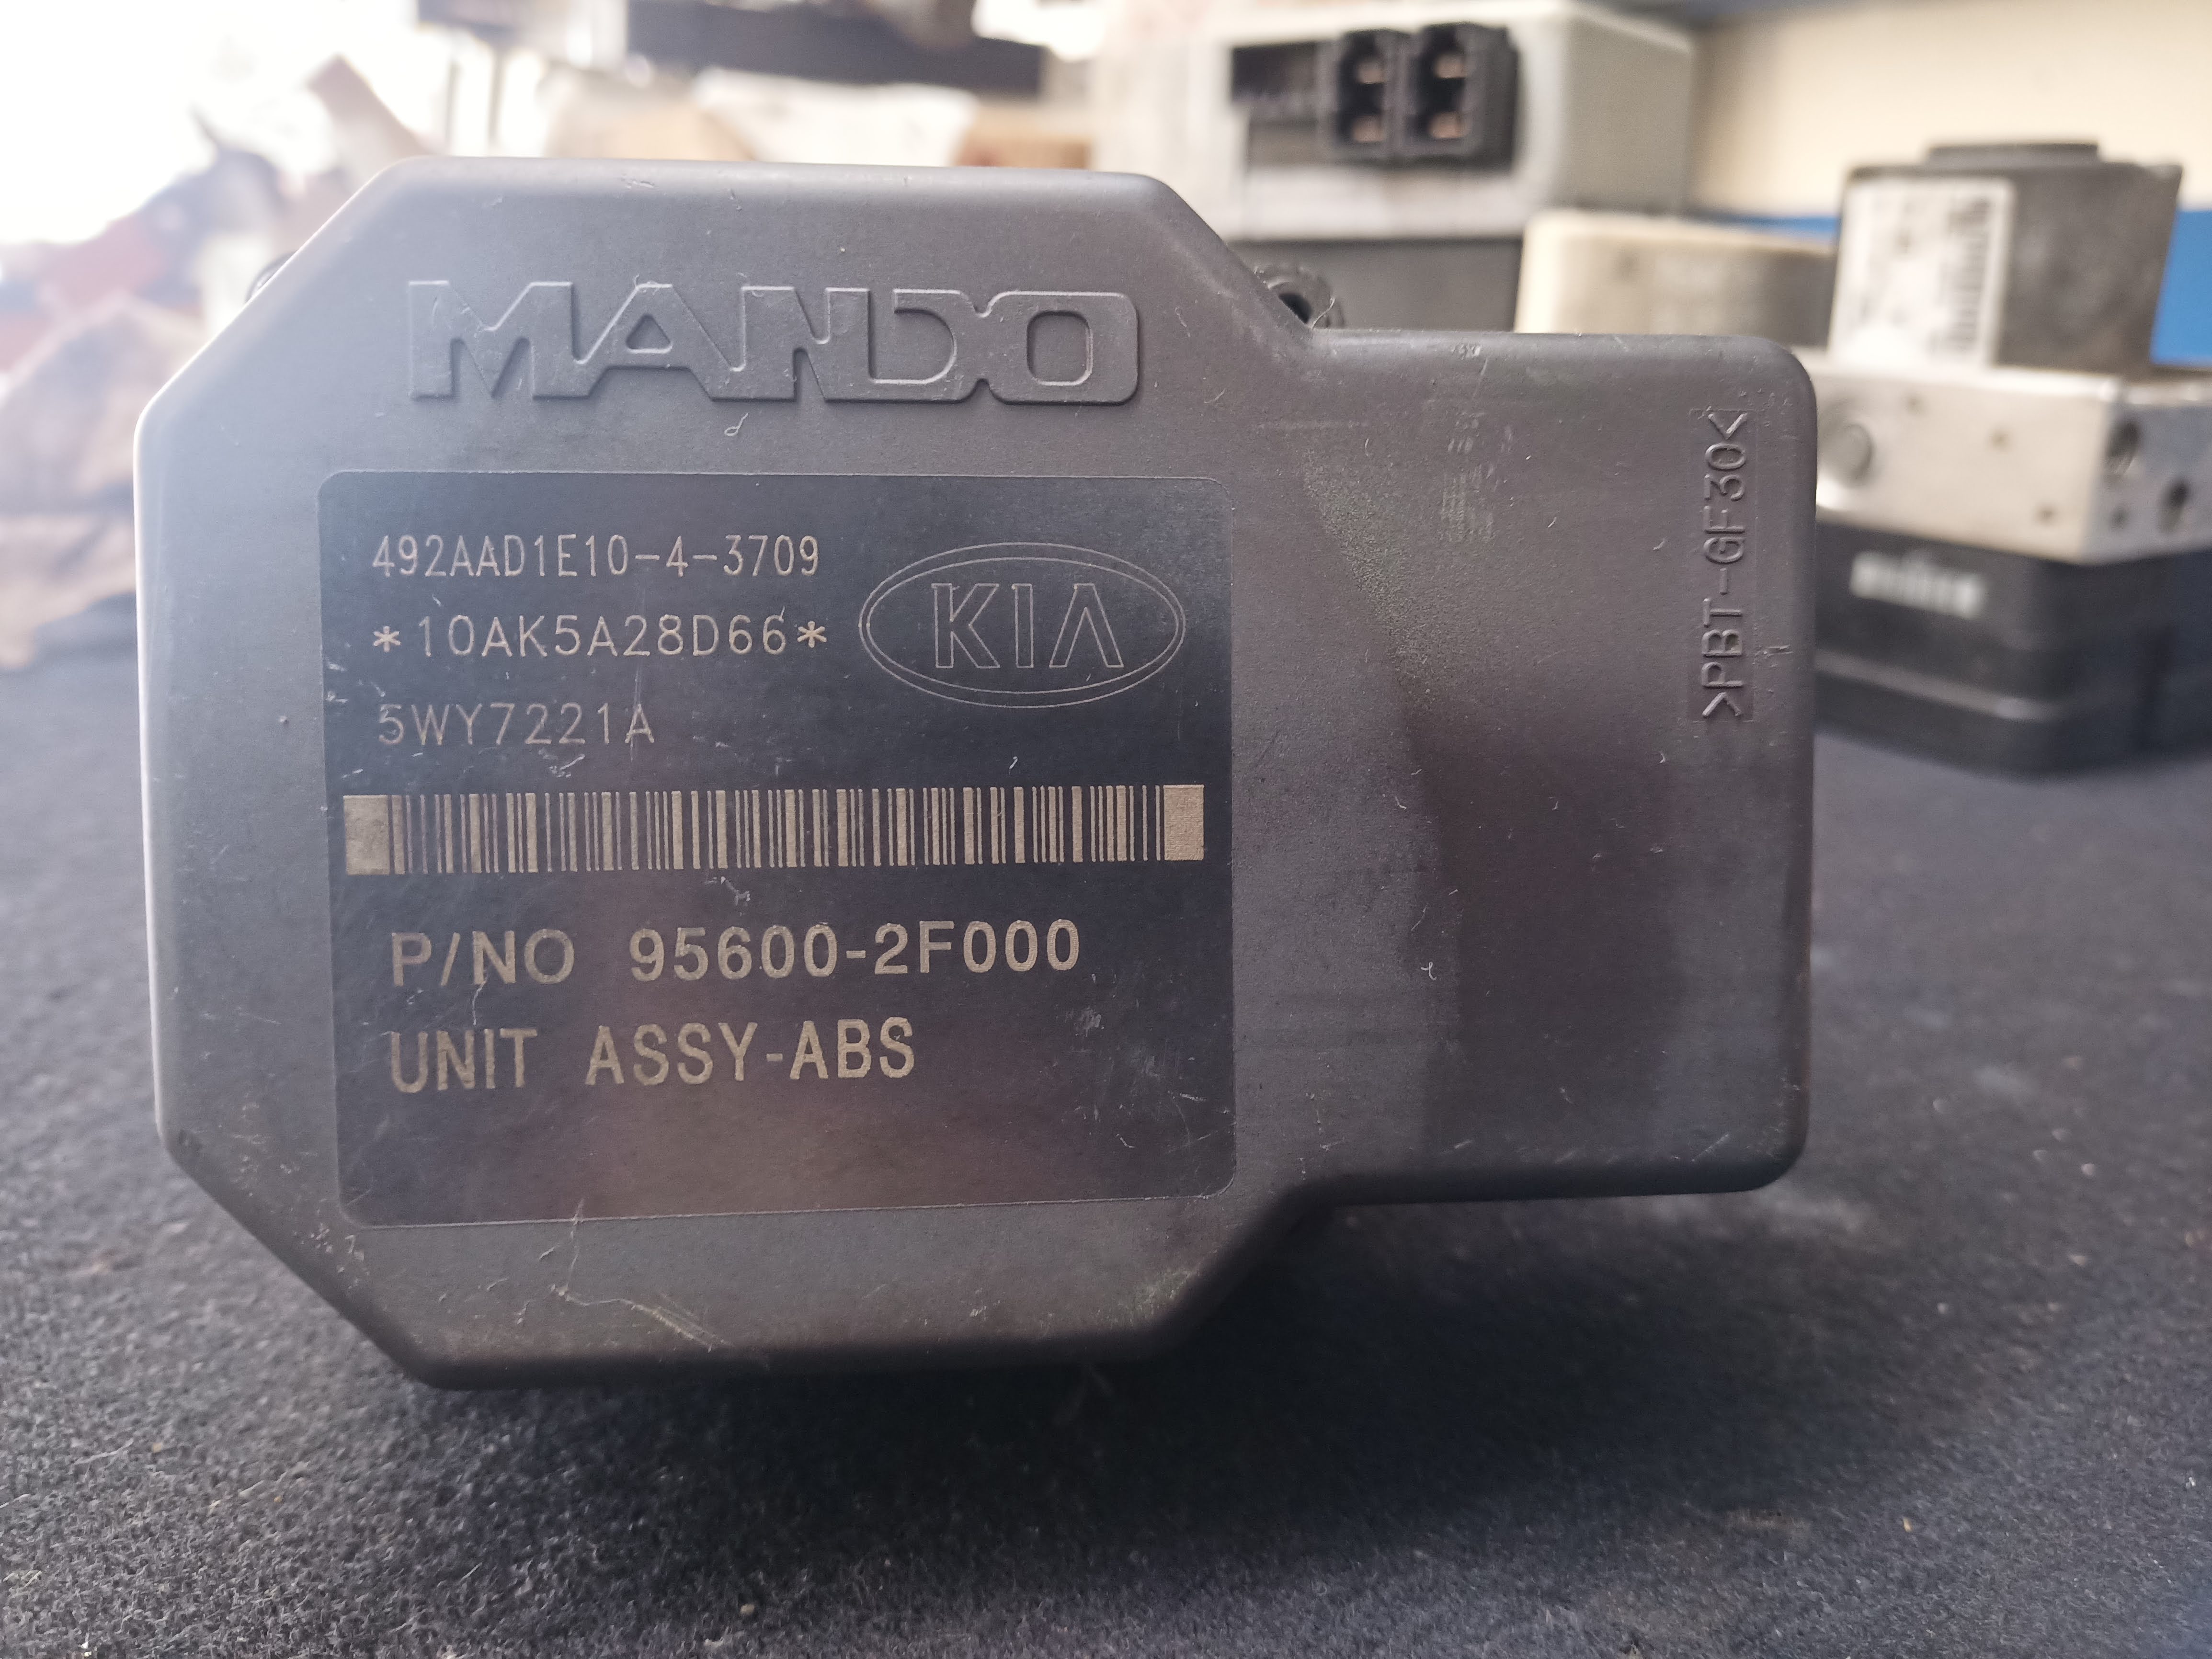 MANDO
492AAD1E10-4-3709
*10AK5A28D66*
KIA
5WY7221A
P/NO 95600-2F000
UNIT ASSY-ABS
>PBT-GF30<